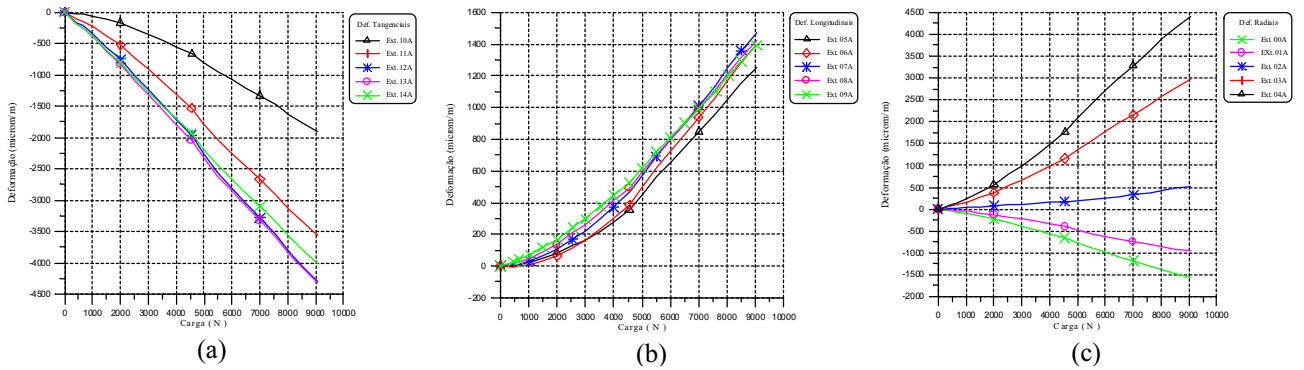 Def. Tangenciais
Ext.10A
Ext.11A
Ext.12A
Ext.13A
Ext.14A
Deformação (microm/m)
0
-500
-1000
-1500
-2000
-2500
-3000
-3500
-4000
-4500
0 1000 2000 3000 4000 5000 6000 7000 8000 9000 10000
Carga ( N )
(a)
Def. Longitudinais
Ext 05A
Ext 06A
Ext 07A
Ext 08A
Ext 09A
Deformação (microm/m)
1600
1400
1200
1000
800
600
400
200
0
-200
0 1000 2000 3000 4000 5000 6000 7000 8000 9000 10000
Carga ( N )
(b)
Def. Radiais
Ext 00A
EXt.01A
Ext 02A
Ext 03A
Ext 04A
Deformação (microm/m)
4500
4000
3500
3000
2500
2000
1500
1000
500
0
-500
-1000
-1500
-2000
0 1000 2000 3000 4000 5000 6000 7000 8000 9000 10000
Carga ( N )
(c)